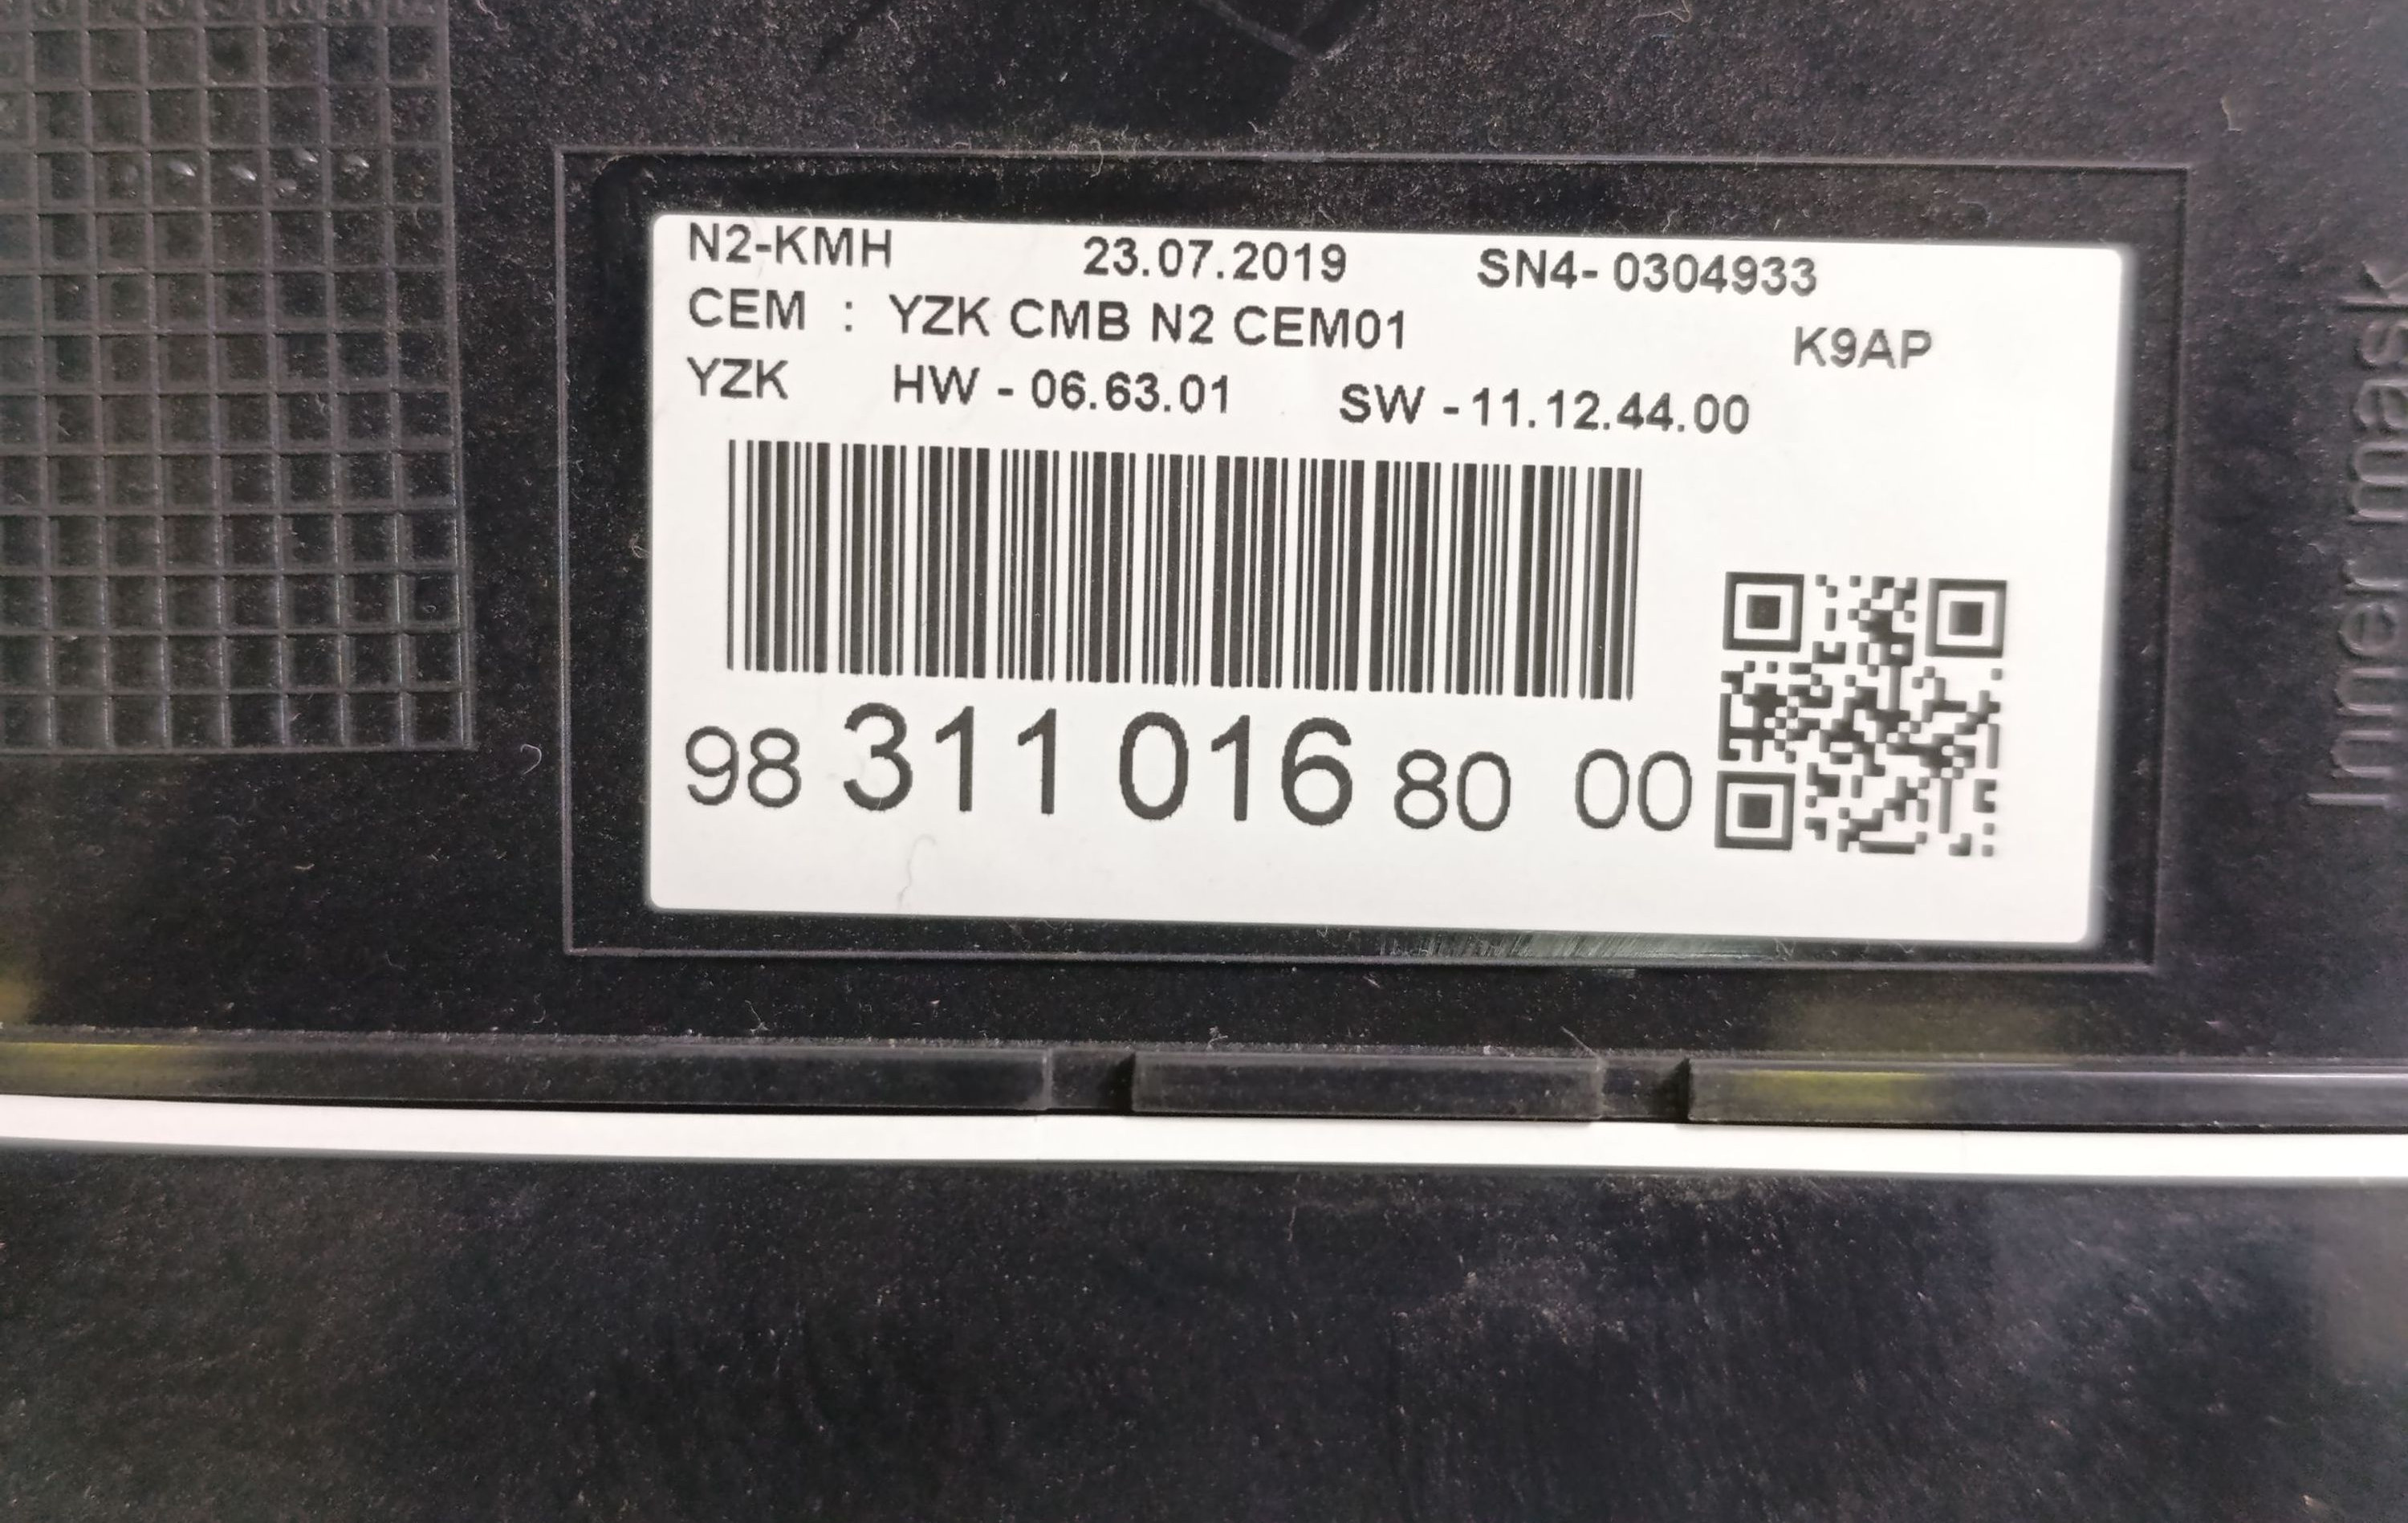 N2-KMH 23.07.2019 SN4- 0304933
CEM : YZK CMB N2 CEM01 K9AP
YZK HW - 06.63.01 SW - 11.12.44.00
98 311 016 80 00
Inner mask